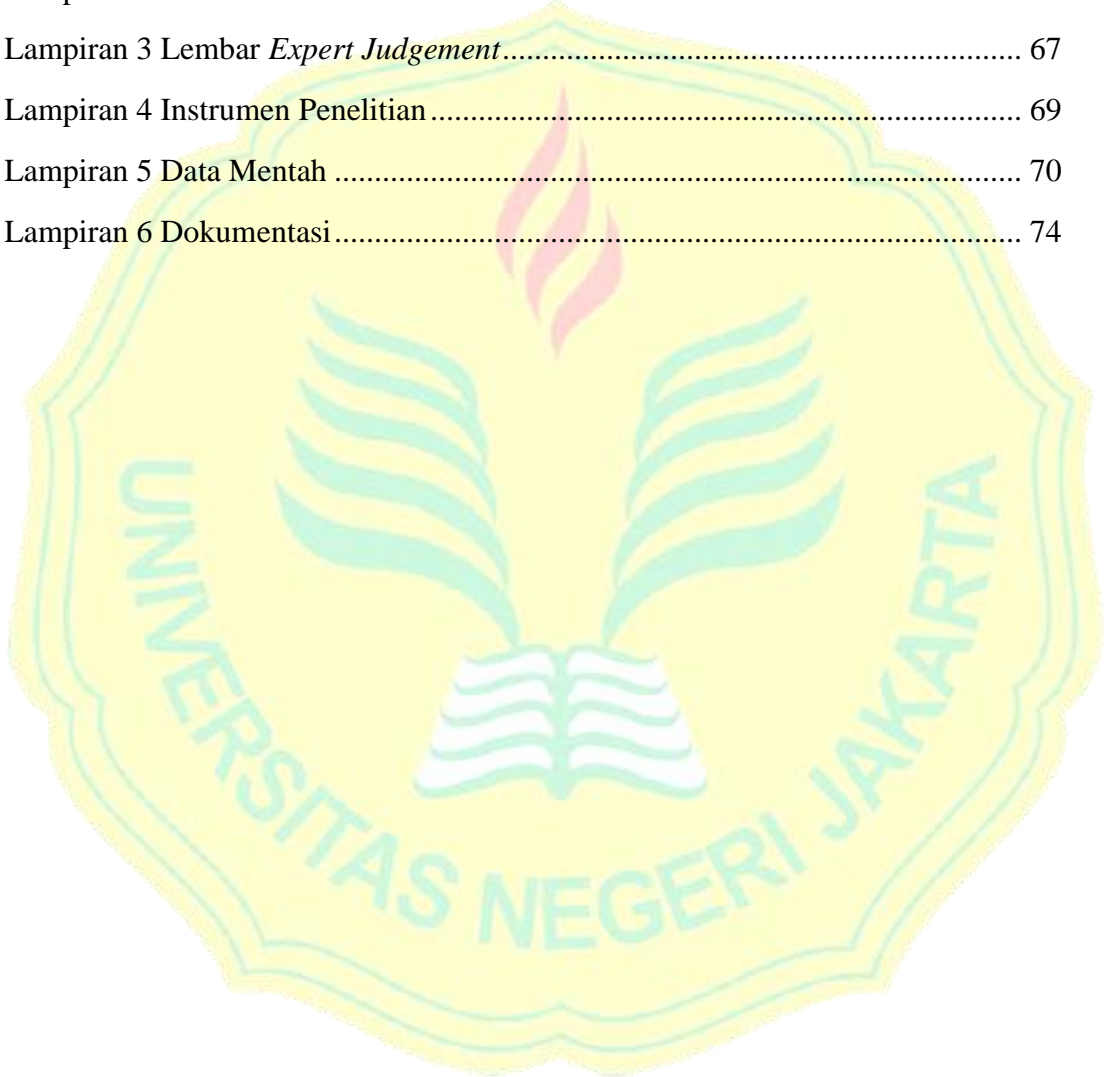 Lampiran 3 Lembar Expert Judgement............................................................... 67
Lampiran 4 Instrumen Penelitian........................................................................ 69
Lampiran 5 Data Mentah .................................................................................... 70
Lampiran 6 Dokumentasi.................................................................................... 74
UNIVERSITAS NEGERI JAKARTA